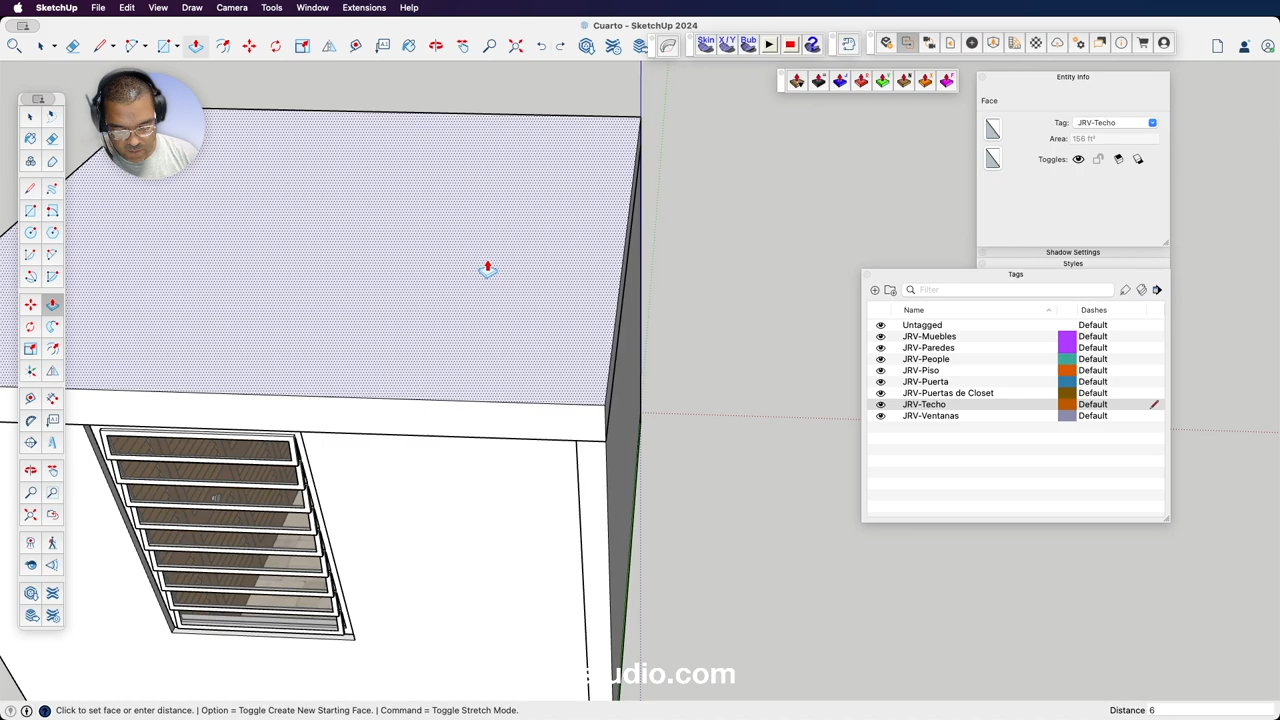 SketchUp File Edit View Draw Camera Tools Window Extensions Help
Cuarto - SketchUp 2024
Skin X/Y Bub
Entity Info
Face
Tag: JRV-Techo
Area: 156 ft²
Toggles:
Shadow Settings
Styles
Tags
Filter
Name Dashes
Untagged Default
JRV-Muebles Default
JRV-Paredes Default
JRV-People Default
JRV-Piso Default
JRV-Puerta Default
JRV-Puertas de Closet Default
JRV-Techo Default
JRV-Ventanas Default
udio.com
Click to set face or enter distance. | Option = Toggle Create New Starting Face. | Command = Toggle Stretch Mode. Distance 6